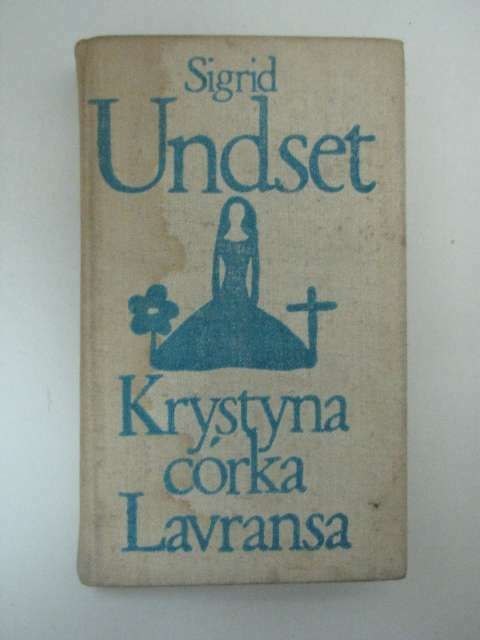 Sigrid
Undset
Krystyna
córka
Lavransa